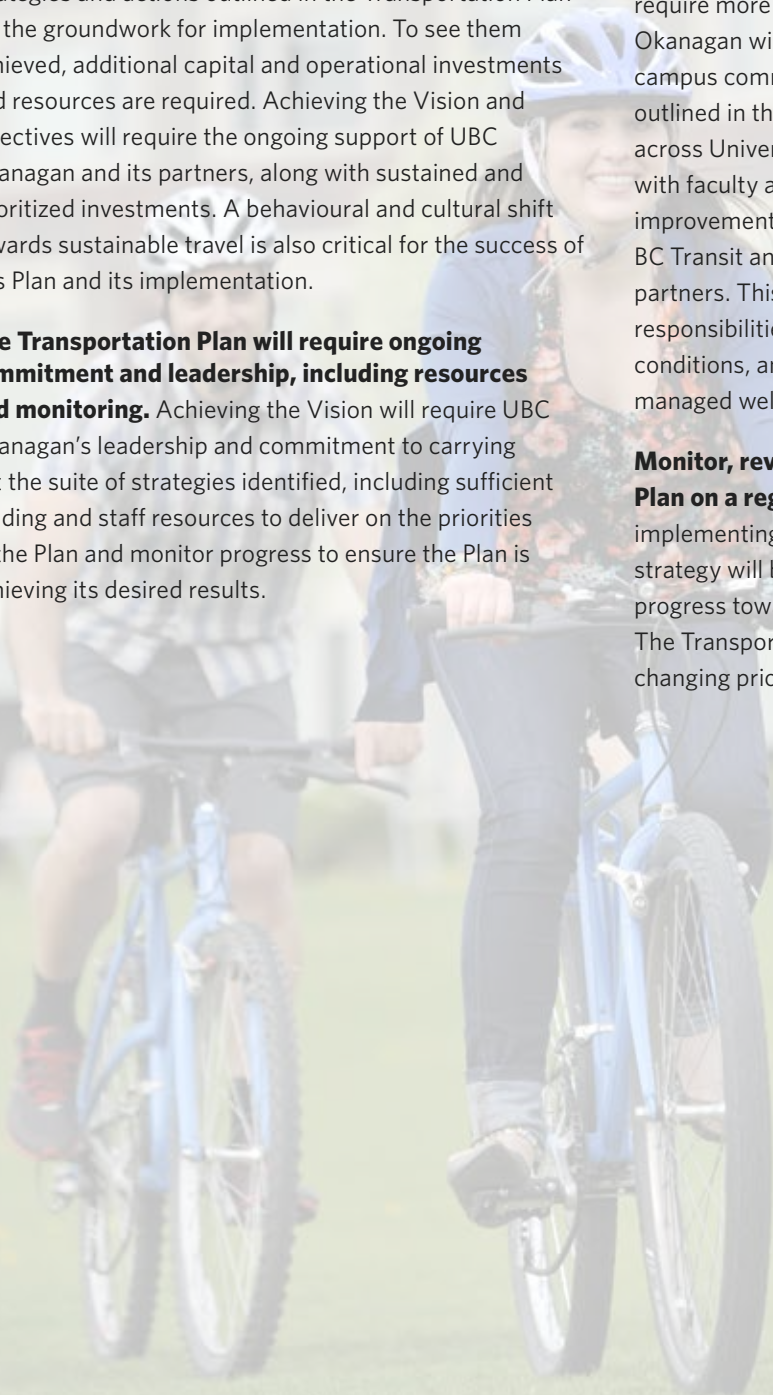 ategies and actions outlined in the Transportation Plan
the groundwork for implementation. To see them
hieved, additional capital and operational investments
d resources are required. Achieving the Vision and
ectives will require the ongoing support of UBC
anagan and its partners, along with sustained and
oritized investments. A behavioural and cultural shift
wards sustainable travel is also critical for the success of
s Plan and its implementation.
e Transportation Plan will require ongoing
mmitment and leadership, including resources
d monitoring. Achieving the Vision will require UBC
anagan’s leadership and commitment to carrying
t the suite of strategies identified, including sufficient
ding and staff resources to deliver on the priorities
the Plan and monitor progress to ensure the Plan is
hieving its desired results.
require more
Okanagan wi
campus comm
outlined in th
across Univer
with faculty a
improvement
BC Transit an
partners. This
responsibilitie
conditions, an
managed wel
Monitor, rev
Plan on a reg
implementing
strategy will b
progress tow
The Transpor
changing prio